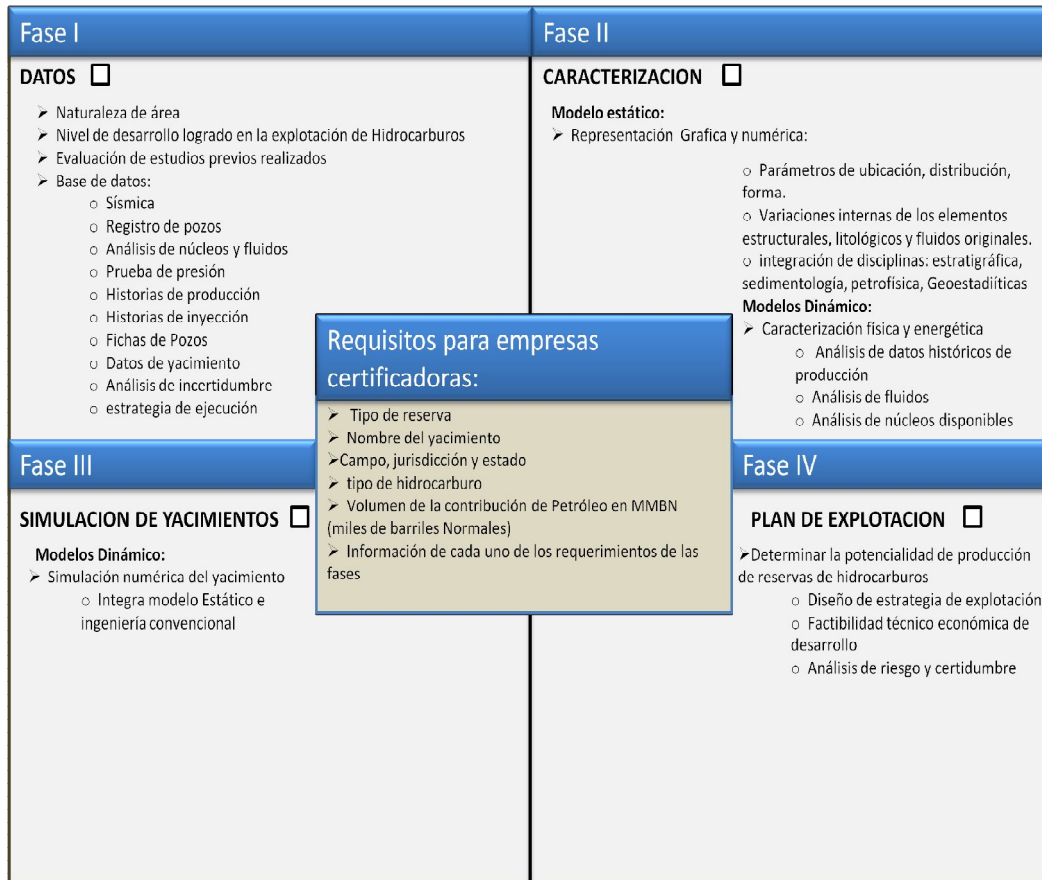 Fase I
DATOS
➢ Naturaleza de área
➢ Nivel de desarrollo logrado en la explotación de Hidrocarburos
➢ Evaluación de estudios previos realizados
➢ Base de datos:
○ Sísmica
○ Registro de pozos
○ Análisis de núcleos y fluidos
○ Prueba de presión
○ Historias de producción
○ Historias de inyección
○ Fichas de Pozos
○ Datos de yacimiento
○ Análisis de incertidumbre
○ estrategia de ejecución
Fase II
CARACTERIZACION
Modelo estático:
➢ Representación Grafica y numérica:
○ Parámetros de ubicación, distribución,
forma.
○ Variaciones internas de los elementos
estructurales, litológicos y fluidos originales.
○ integración de disciplinas: estratigráfica,
sedimentología, petrofísica, Geoestadiíticas
Modelos Dinámico:
➢ Caracterización física y energética
○ Análisis de datos históricos de
producción
○ Análisis de fluidos
○ Análisis de núcleos disponibles
Requisitos para empresas
certificadoras:
➢ Tipo de reserva
➢ Nombre del yacimiento
➢Campo, jurisdicción y estado
➢ tipo de hidrocarburo
➢ Volumen de la contribución de Petróleo en MMBN
(miles de barriles Normales)
➢ Información de cada uno de los requerimientos de las
fases
Fase III
SIMULACION DE YACIMIENTOS
Modelos Dinámico:
➢ Simulación numérica del yacimiento
○ Integra modelo Estático e
ingeniería convencional
Fase IV
PLAN DE EXPLOTACION
➢Determinar la potencialidad de producción
de reservas de hidrocarburos
○ Diseño de estrategia de explotación
○ Factibilidad técnico económica de
desarrollo
○ Análisis de riesgo y certidumbre